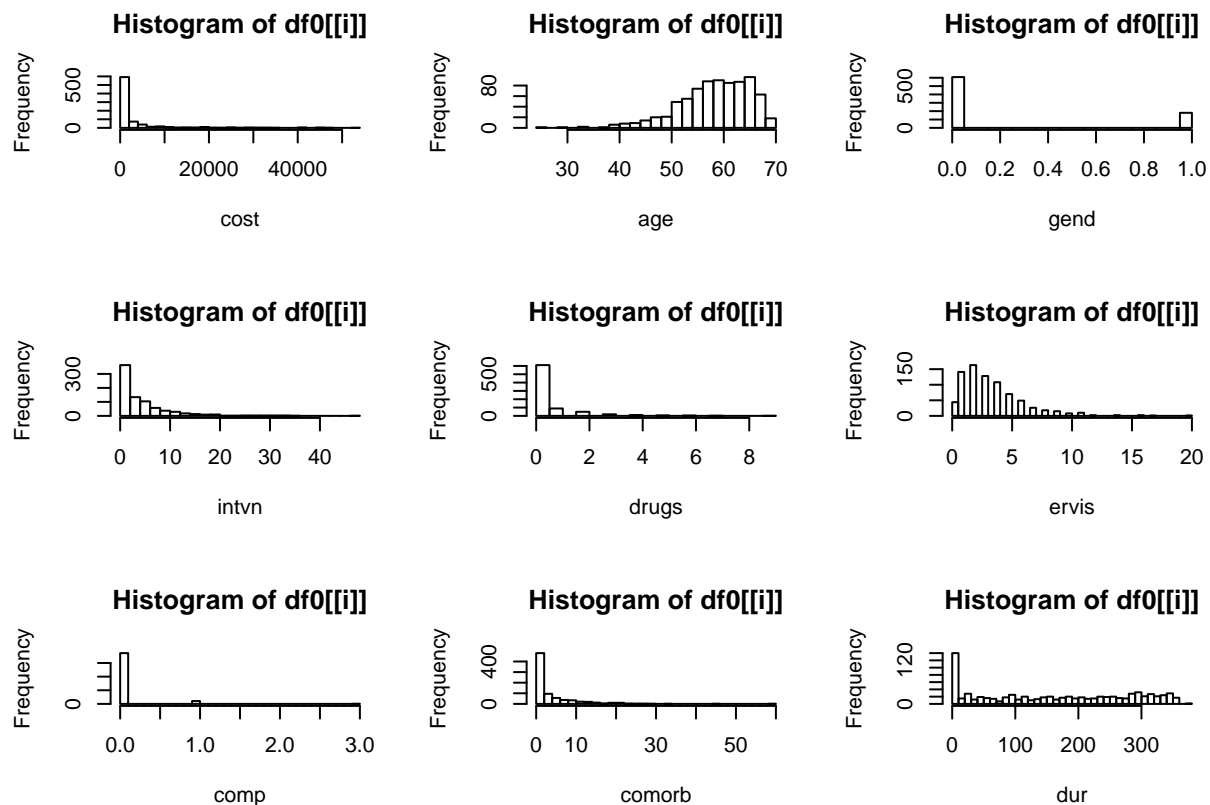 Histogram of df0[[i]]
Frequency
500
0
0 20000 40000
cost
Histogram of df0[[i]]
Frequency
80
0
30 40 50 60 70
age
Histogram of df0[[i]]
Frequency
500
0
0.0 0.2 0.4 0.6 0.8 1.0
gend
Histogram of df0[[i]]
Frequency
300
0
0 10 20 30 40
intvn
Histogram of df0[[i]]
Frequency
500
0
0 2 4 6 8
drugs
Histogram of df0[[i]]
Frequency
150
0
0 5 10 15 20
ervis
Histogram of df0[[i]]
Frequency
0
0.0 1.0 2.0 3.0
comp
Histogram of df0[[i]]
Frequency
400
0
0 10 30 50
comorb
Histogram of df0[[i]]
Frequency
120
0
0 100 200 300
dur